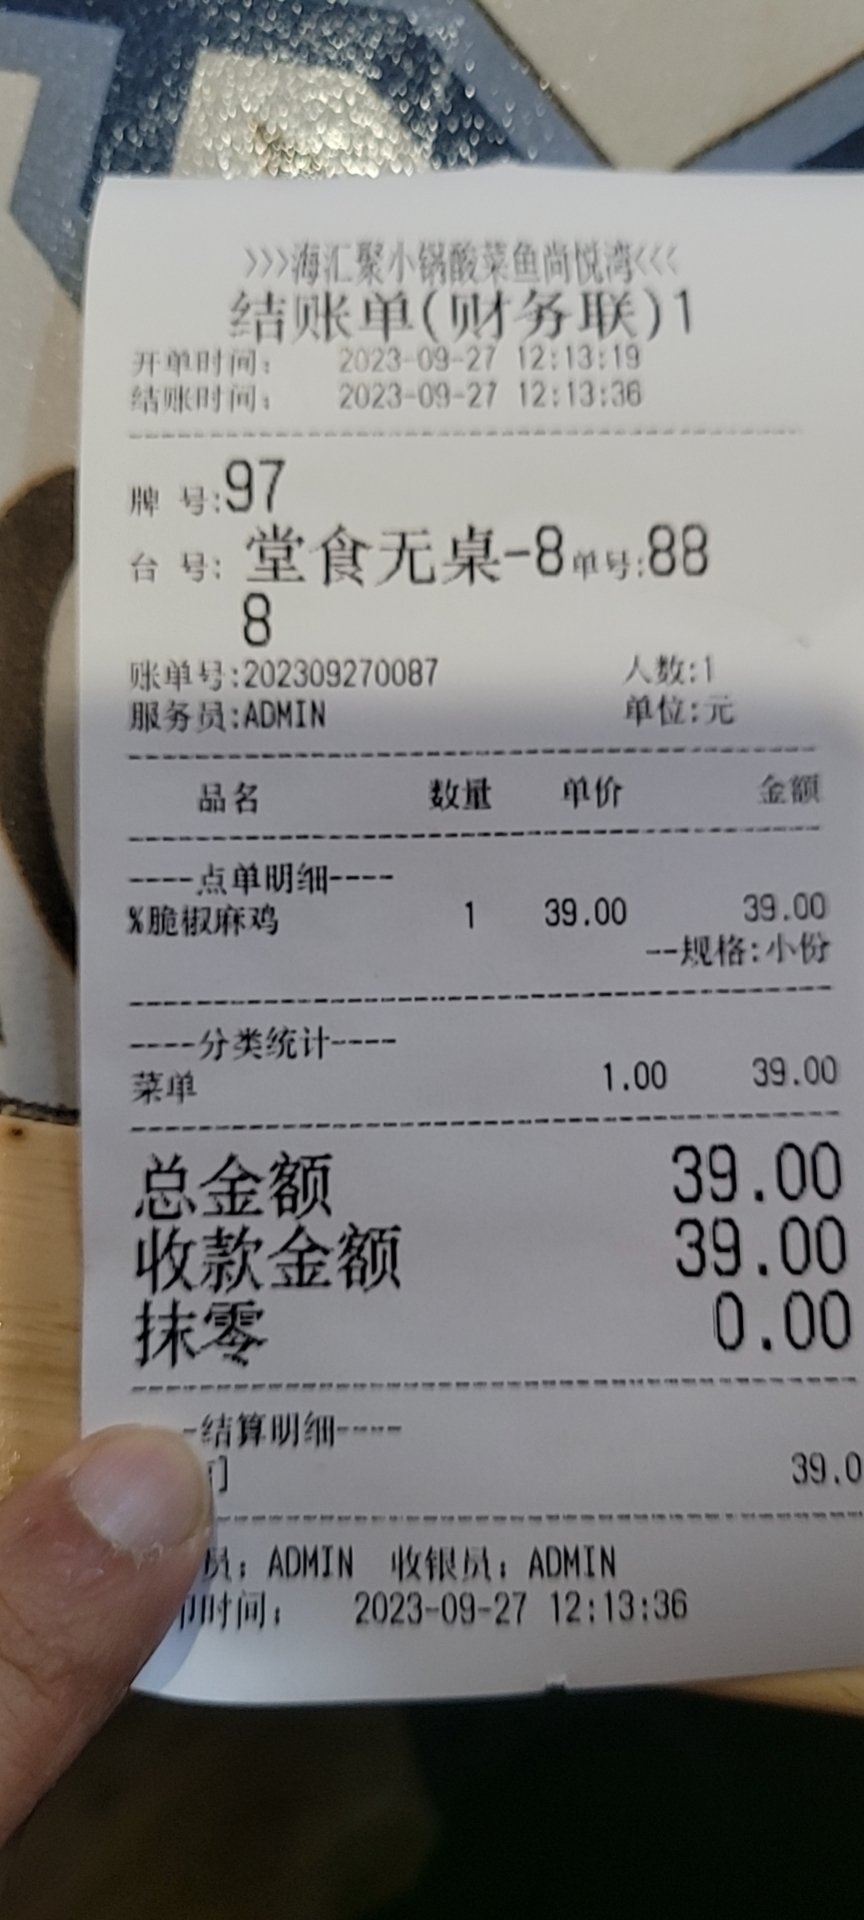 >>>海汇聚小锅酸菜鱼尚悦湾<<<
结账单(财务联)1
开单时间: 2023-09-27 12:13:19
结账时间: 2023-09-27 12:13:36
牌 号:97
台 号: 堂食无桌-8 单号:88
8
账单号:202309270087 人数:1
服务员:ADMIN 单位:元
品名 数量 单价 金额
----点单明细----
%脆椒麻鸡 1 39.00 39.00
--规格:小份
----分类统计----
菜单 1.00 39.00
总金额 39.00
收款金额 39.00
抹零 0.00
-结算明细----
] 39.0
员: ADMIN 收银员: ADMIN
印时间: 2023-09-27 12:13:36